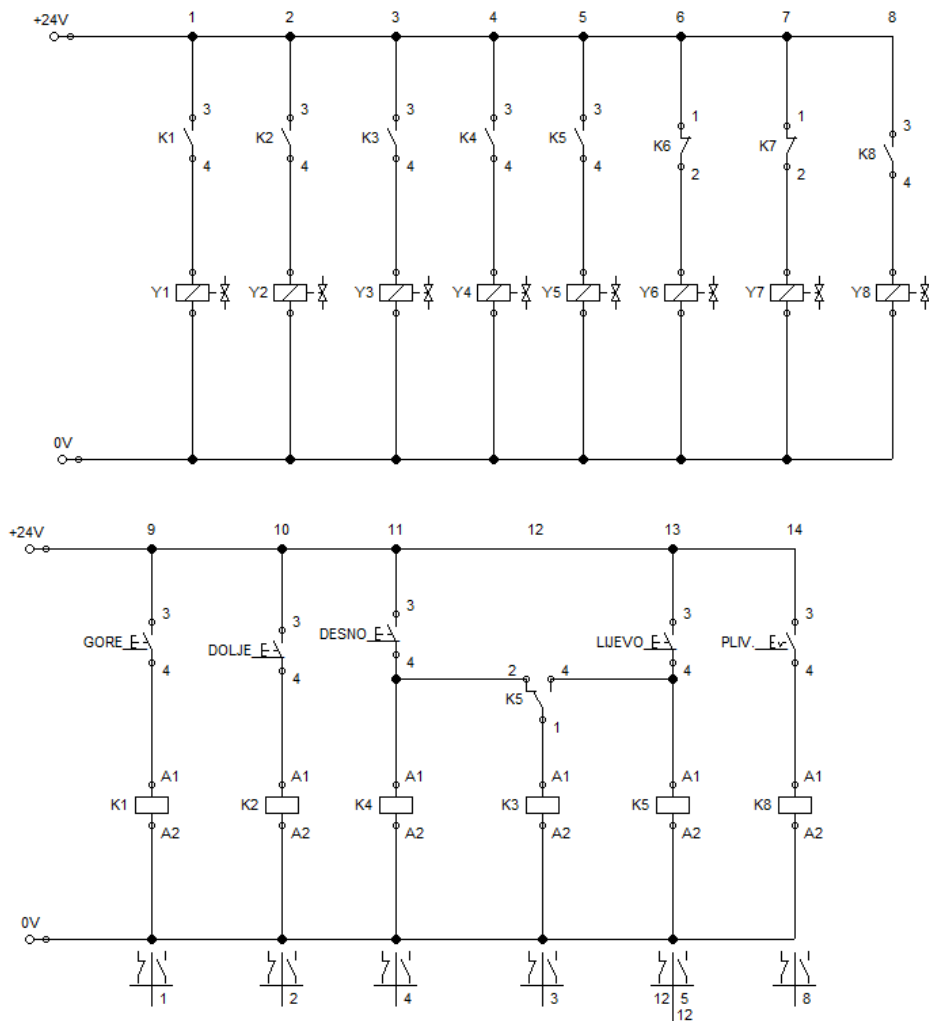 +24V 1 2 3 4 5 6 7 8
3 3 3 3 3 1 1 3
K1 K2 K3 K4 K5 K6 K7 K8
4 4 4 4 4 2 2 4
Y1 Y2 Y3 Y4 Y5 Y6 Y7 Y8
0V
+24V 9 10 11 12 13 14
3 3 3 3 3
GORE DOLJE DESNO LIJEVO PLIV.
4 4 4 4 4
2 4
K5
1
A1 A1 A1 A1 A1 A1
K1 K2 K4 K3 K5 K8
A2 A2 A2 A2 A2 A2
0V
1 2 4 3 12 5 8
12